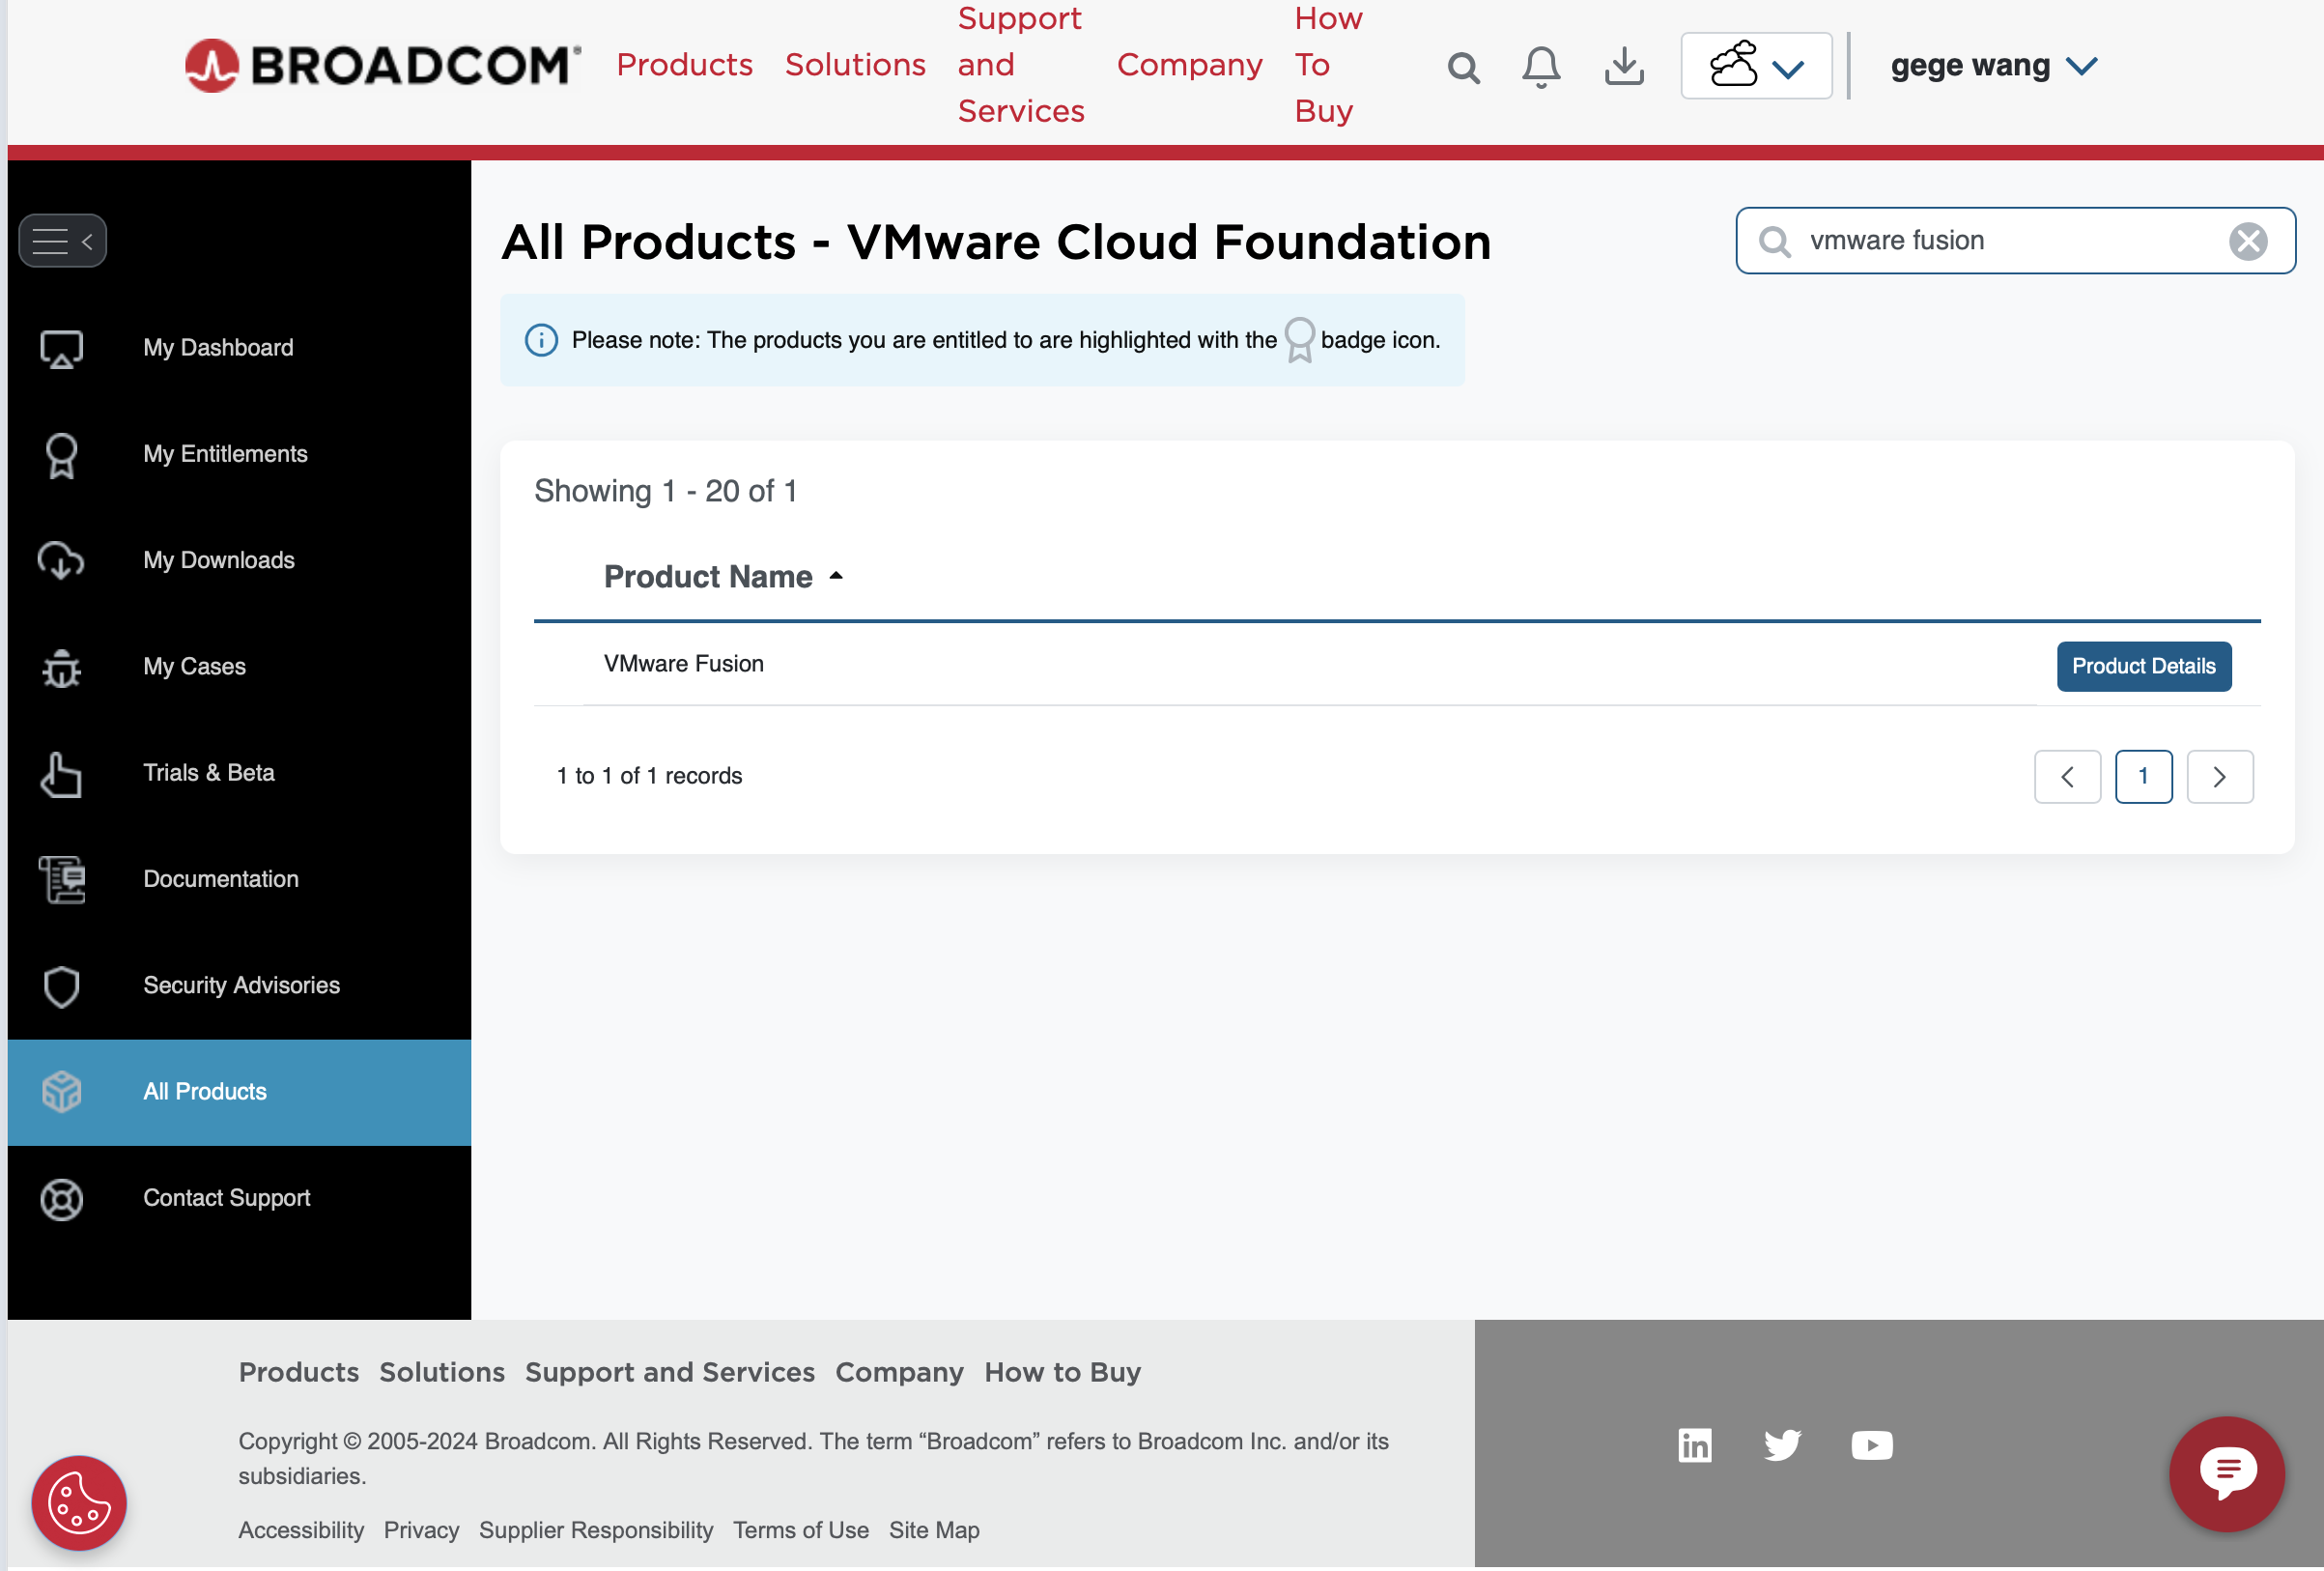 BROADCOM®
Products
Solutions
Support
and
Services
Company
How
To
Buy
gege wang
My Dashboard
My Entitlements
My Downloads
My Cases
Trials & Beta
Documentation
Security Advisories
All Products
Contact Support
All Products - VMware Cloud Foundation
vmware fusion
Please note: The products you are entitled to are highlighted with the badge icon.
Showing 1 - 20 of 1
Product Name
VMware Fusion
Product Details
1 to 1 of 1 records
1
Products Solutions Support and Services Company How to Buy
Copyright © 2005-2024 Broadcom. All Rights Reserved. The term “Broadcom” refers to Broadcom Inc. and/or its
subsidiaries.
Accessibility Privacy Supplier Responsibility Terms of Use Site Map
in